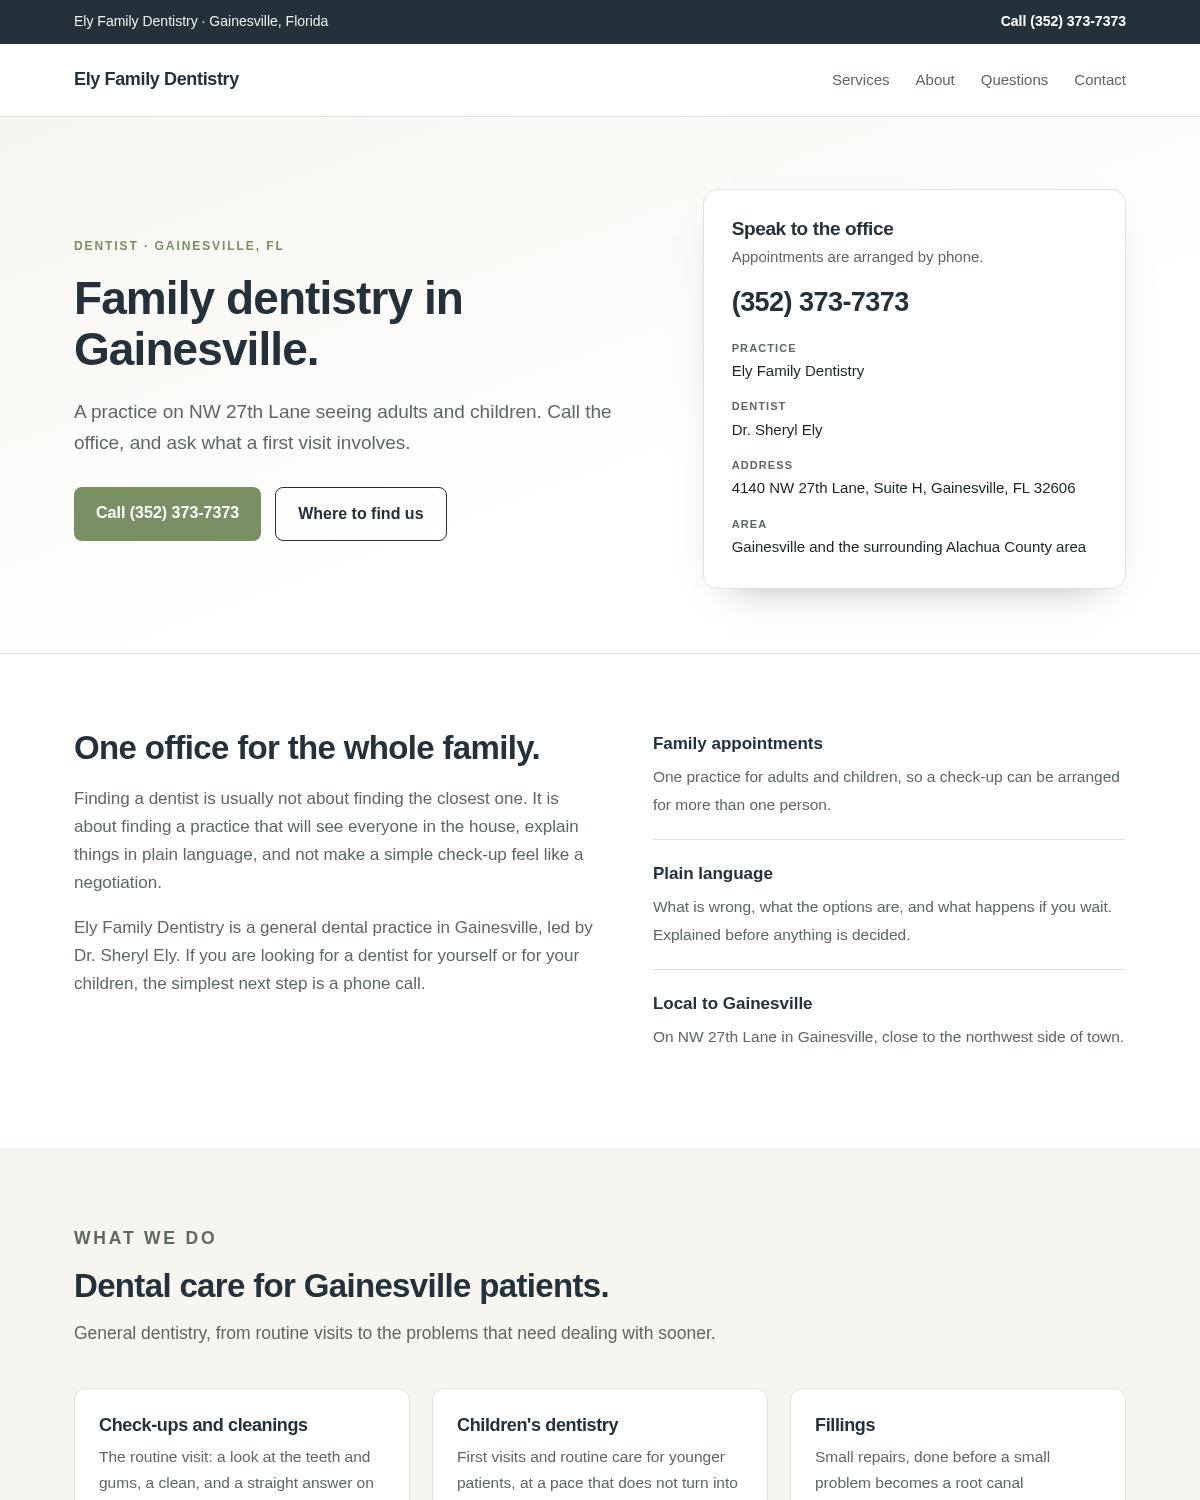 Ely Family Dentistry · Gainesville, Florida
Call (352) 373-7373
Ely Family Dentistry
Services
About
Questions
Contact
DENTIST · GAINESVILLE, FL
Family dentistry in
Gainesville.
A practice on NW 27th Lane seeing adults and children. Call the
office, and ask what a first visit involves.
Call (352) 373-7373
Where to find us
Speak to the office
Appointments are arranged by phone.
(352) 373-7373
PRACTICE
Ely Family Dentistry
DENTIST
Dr. Sheryl Ely
ADDRESS
4140 NW 27th Lane, Suite H, Gainesville, FL 32606
AREA
Gainesville and the surrounding Alachua County area
One office for the whole family.
Finding a dentist is usually not about finding the closest one. It is
about finding a practice that will see everyone in the house, explain
things in plain language, and not make a simple check-up feel like a
negotiation.
Ely Family Dentistry is a general dental practice in Gainesville, led by
Dr. Sheryl Ely. If you are looking for a dentist for yourself or for your
children, the simplest next step is a phone call.
Family appointments
One practice for adults and children, so a check-up can be arranged
for more than one person.
Plain language
What is wrong, what the options are, and what happens if you wait.
Explained before anything is decided.
Local to Gainesville
On NW 27th Lane in Gainesville, close to the northwest side of town.
WHAT WE DO
Dental care for Gainesville patients.
General dentistry, from routine visits to the problems that need dealing with sooner.
Check-ups and cleanings
The routine visit: a look at the teeth and
gums, a clean, and a straight answer on
Children's dentistry
First visits and routine care for younger
patients, at a pace that does not turn into
Fillings
Small repairs, done before a small
problem becomes a root canal